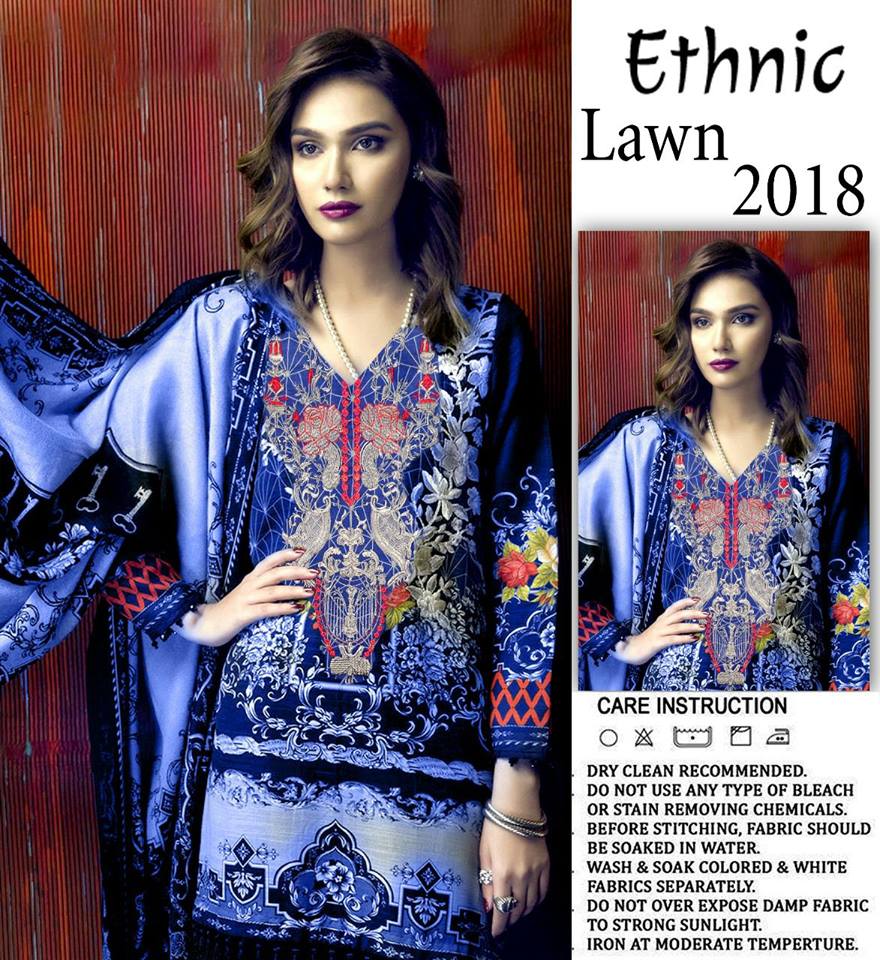 Ethnic
Lawn
2018
CARE INSTRUCTION
. DRY CLEAN RECOMMENDED.
. DO NOT USE ANY TYPE OF BLEACH
OR STAIN REMOVING CHEMICALS.
. BEFORE STITCHING, FABRIC SHOULD
BE SOAKED IN WATER.
. WASH & SOAK COLORED & WHITE
FABRICS SEPARATELY.
. DO NOT OVER EXPOSE DAMP FABRIC
TO STRONG SUNLIGHT.
. IRON AT MODERATE TEMPERTURE.